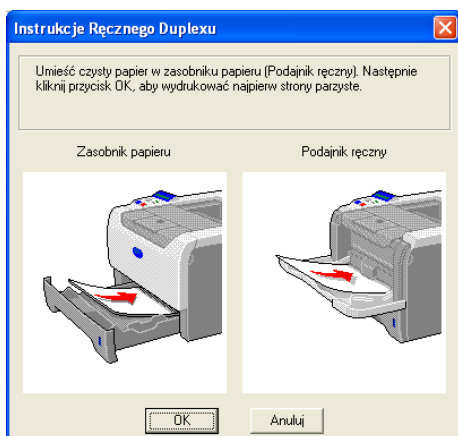 Instrukcje Ręcznego Duplexu
Umieść czysty papier w zasobniku papieru (Podajnik ręczny). Następnie
kliknij przycisk OK, aby wydrukować najpierw strony parzyste.
Zasobnik papieru
Podajnik ręczny
OK
Anuluj